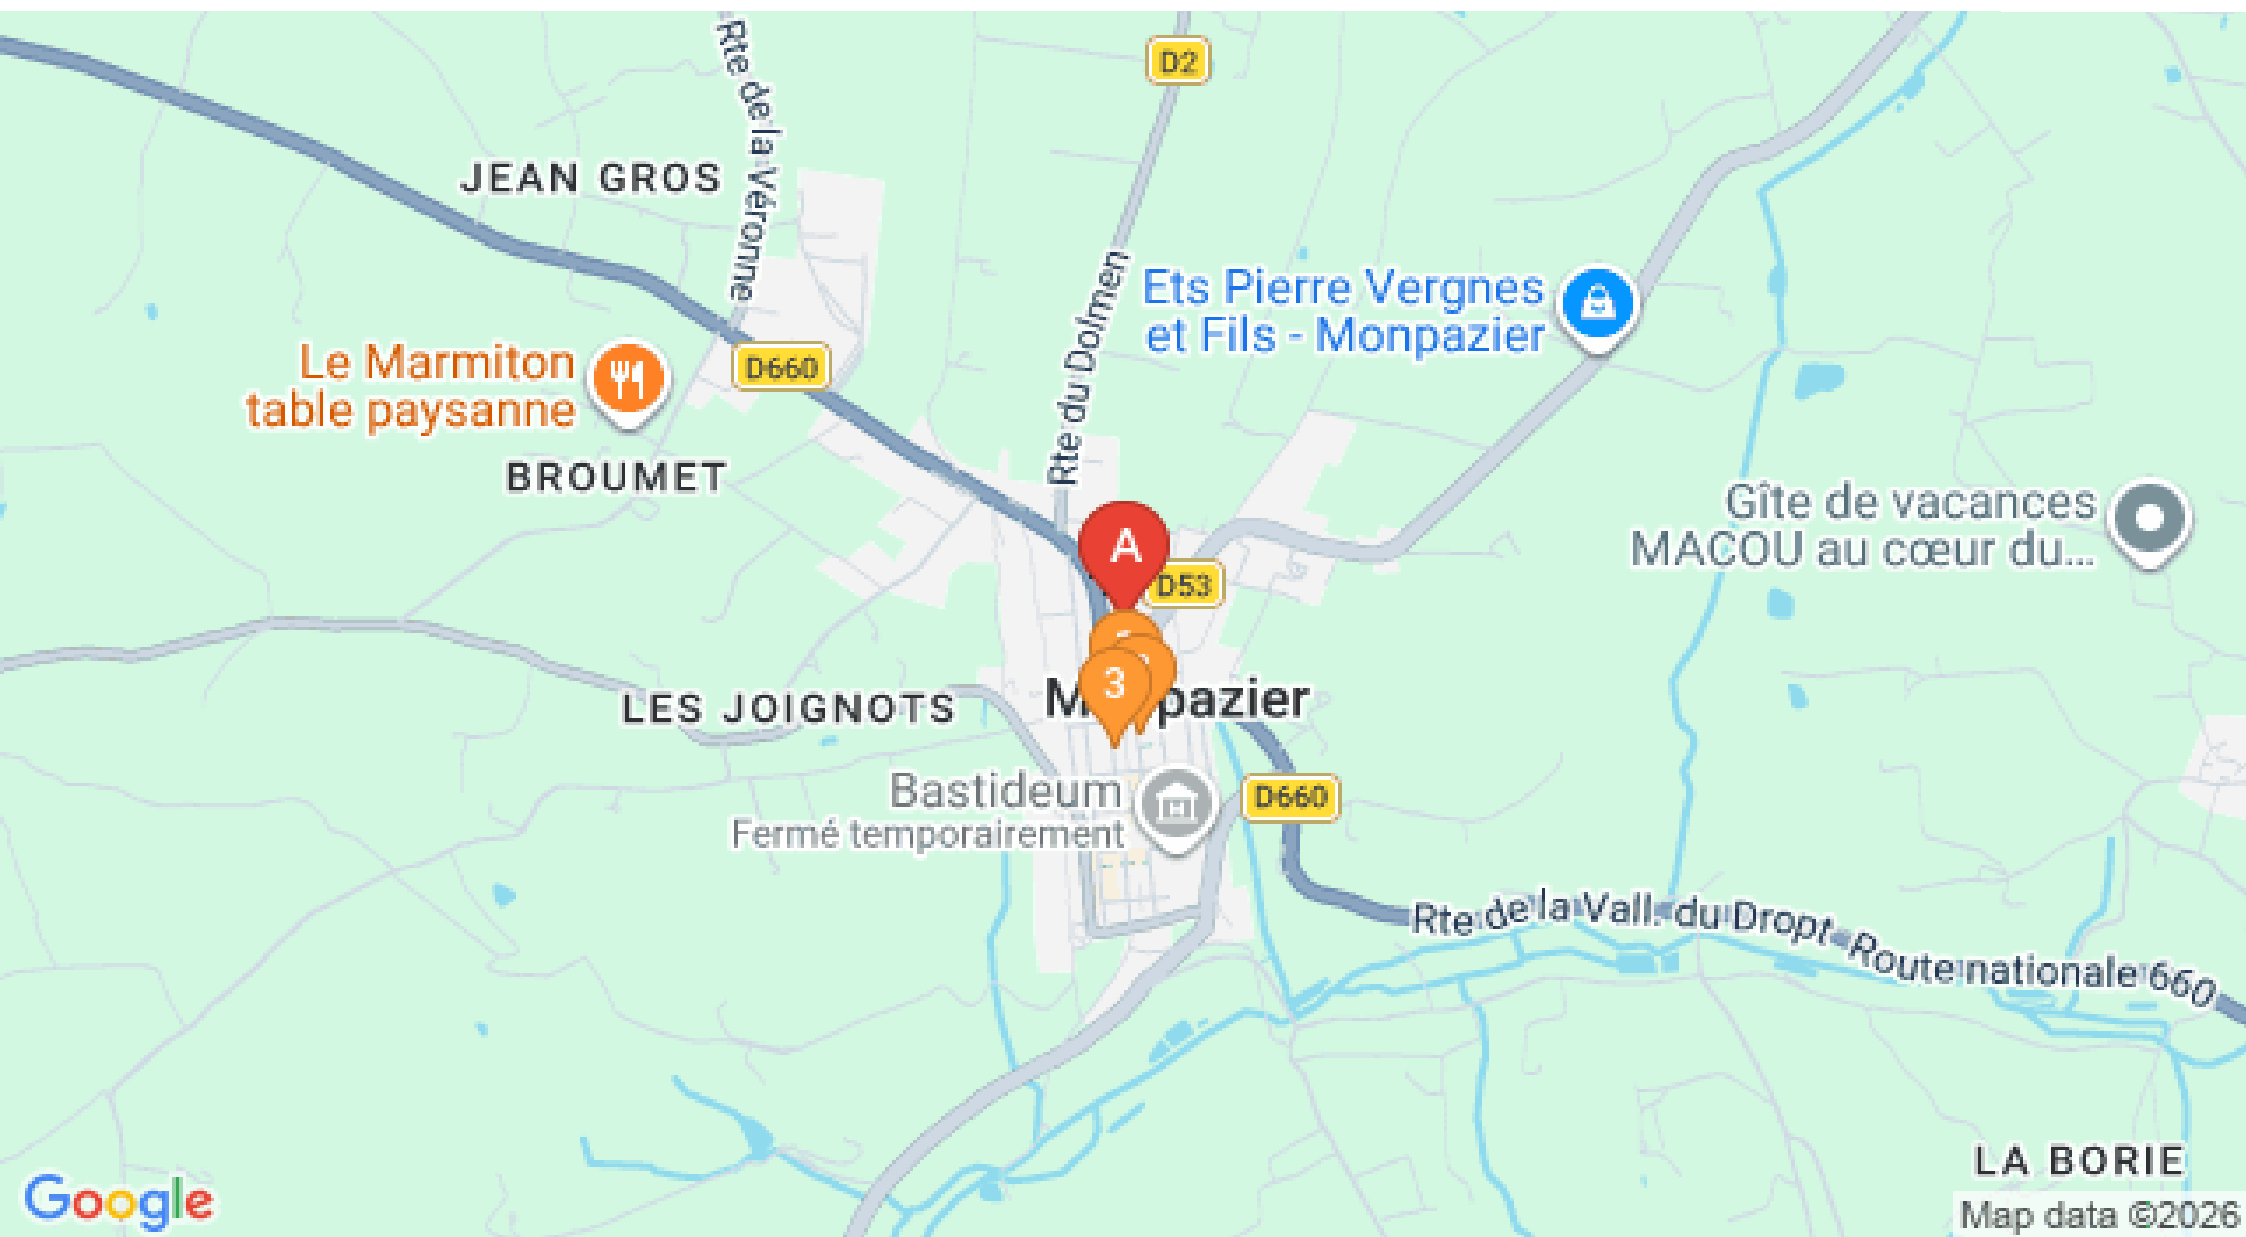 Rte de la Véronne
D2
JEAN GROS
Rte du Dolmen
Ets Pierre Vergnes
et Fils - Monpazier
Le Marmiton
table paysanne
D660
BROUMET
Gîte de vacances
MACOU au cœur du...
A
D53
3
LES JOIGNOTS
Bastideum
Fermé temporairement
D660
Rte de la Vall. du Dropt
Route nationale 660
LA BORIE
Google
Map data ©2026